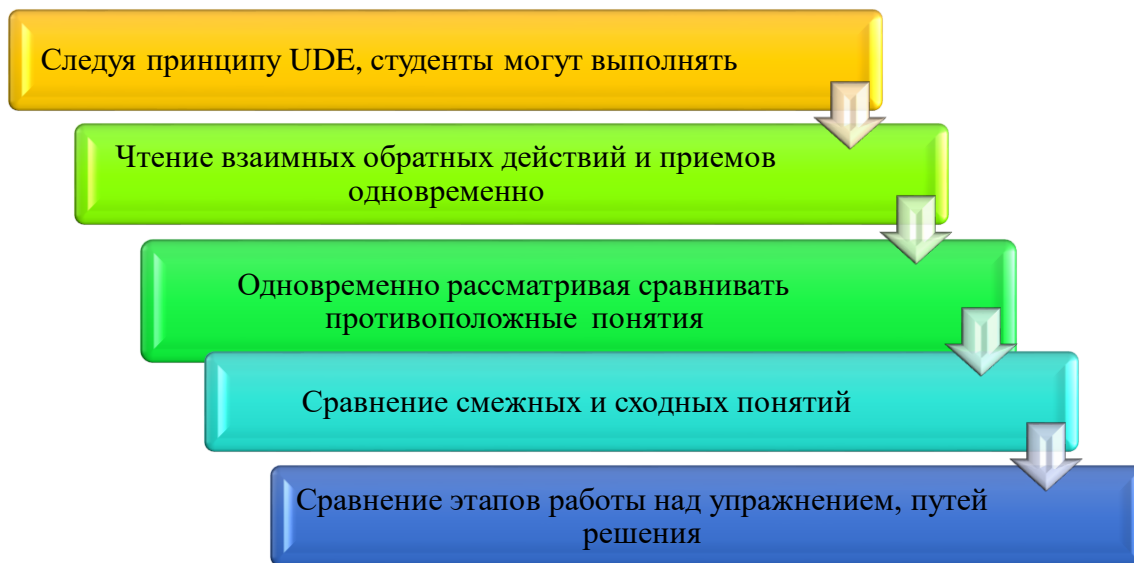 Следуя принципу UDE, студенты могут выполнять
Чтение взаимных обратных действий и приемов
одновременно
Одновременно рассматривая сравнивать
противоположные понятия
Сравнение смежных и сходных понятий
Сравнение этапов работы над упражнением, путей
решения